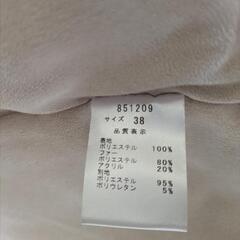 851209
サイズ 38
品質表示
表地
ポリエステル 100%
ファー
ポリエステル 80%
アクリル 20%
別地
ポリエステル 95%
ポリウレタン 5%